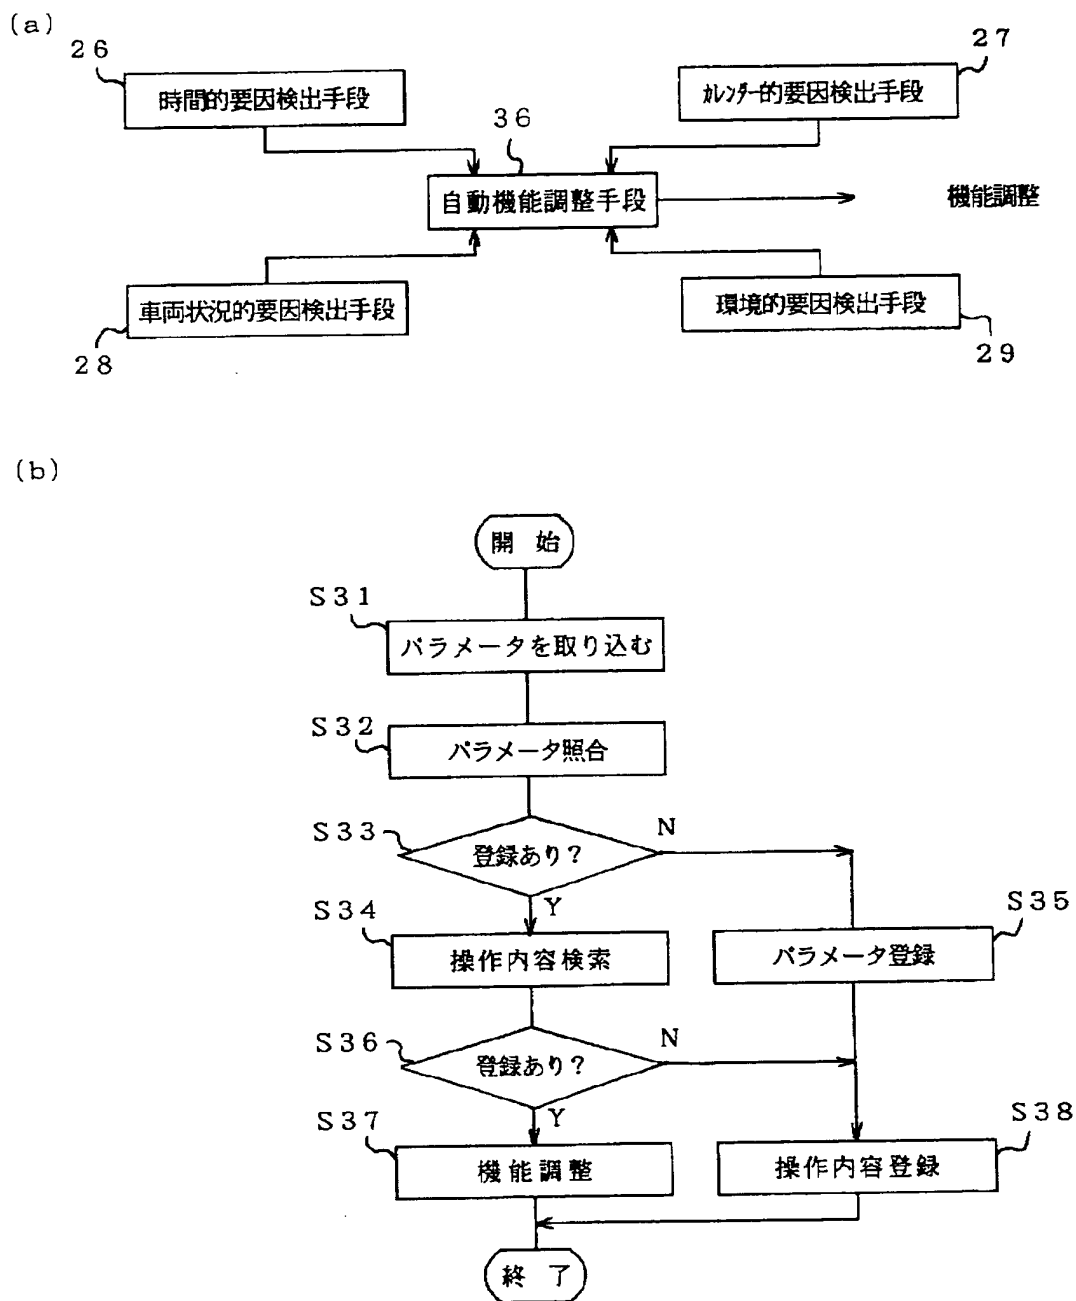 (a)
26
時間的要因検出手段
27
カレンダー的要因検出手段
36
自動機能調整手段
機能調整
車両状況的要因検出手段
28
環境的要因検出手段
29
(b)
開 始
S31
パラメータを取り込む
S32
パラメータ照合
S33
登録あり?
N
Y
S34
操作内容検索
S35
パラメータ登録
S36
登録あり?
N
Y
S37
機能調整
S38
操作内容登録
終 了